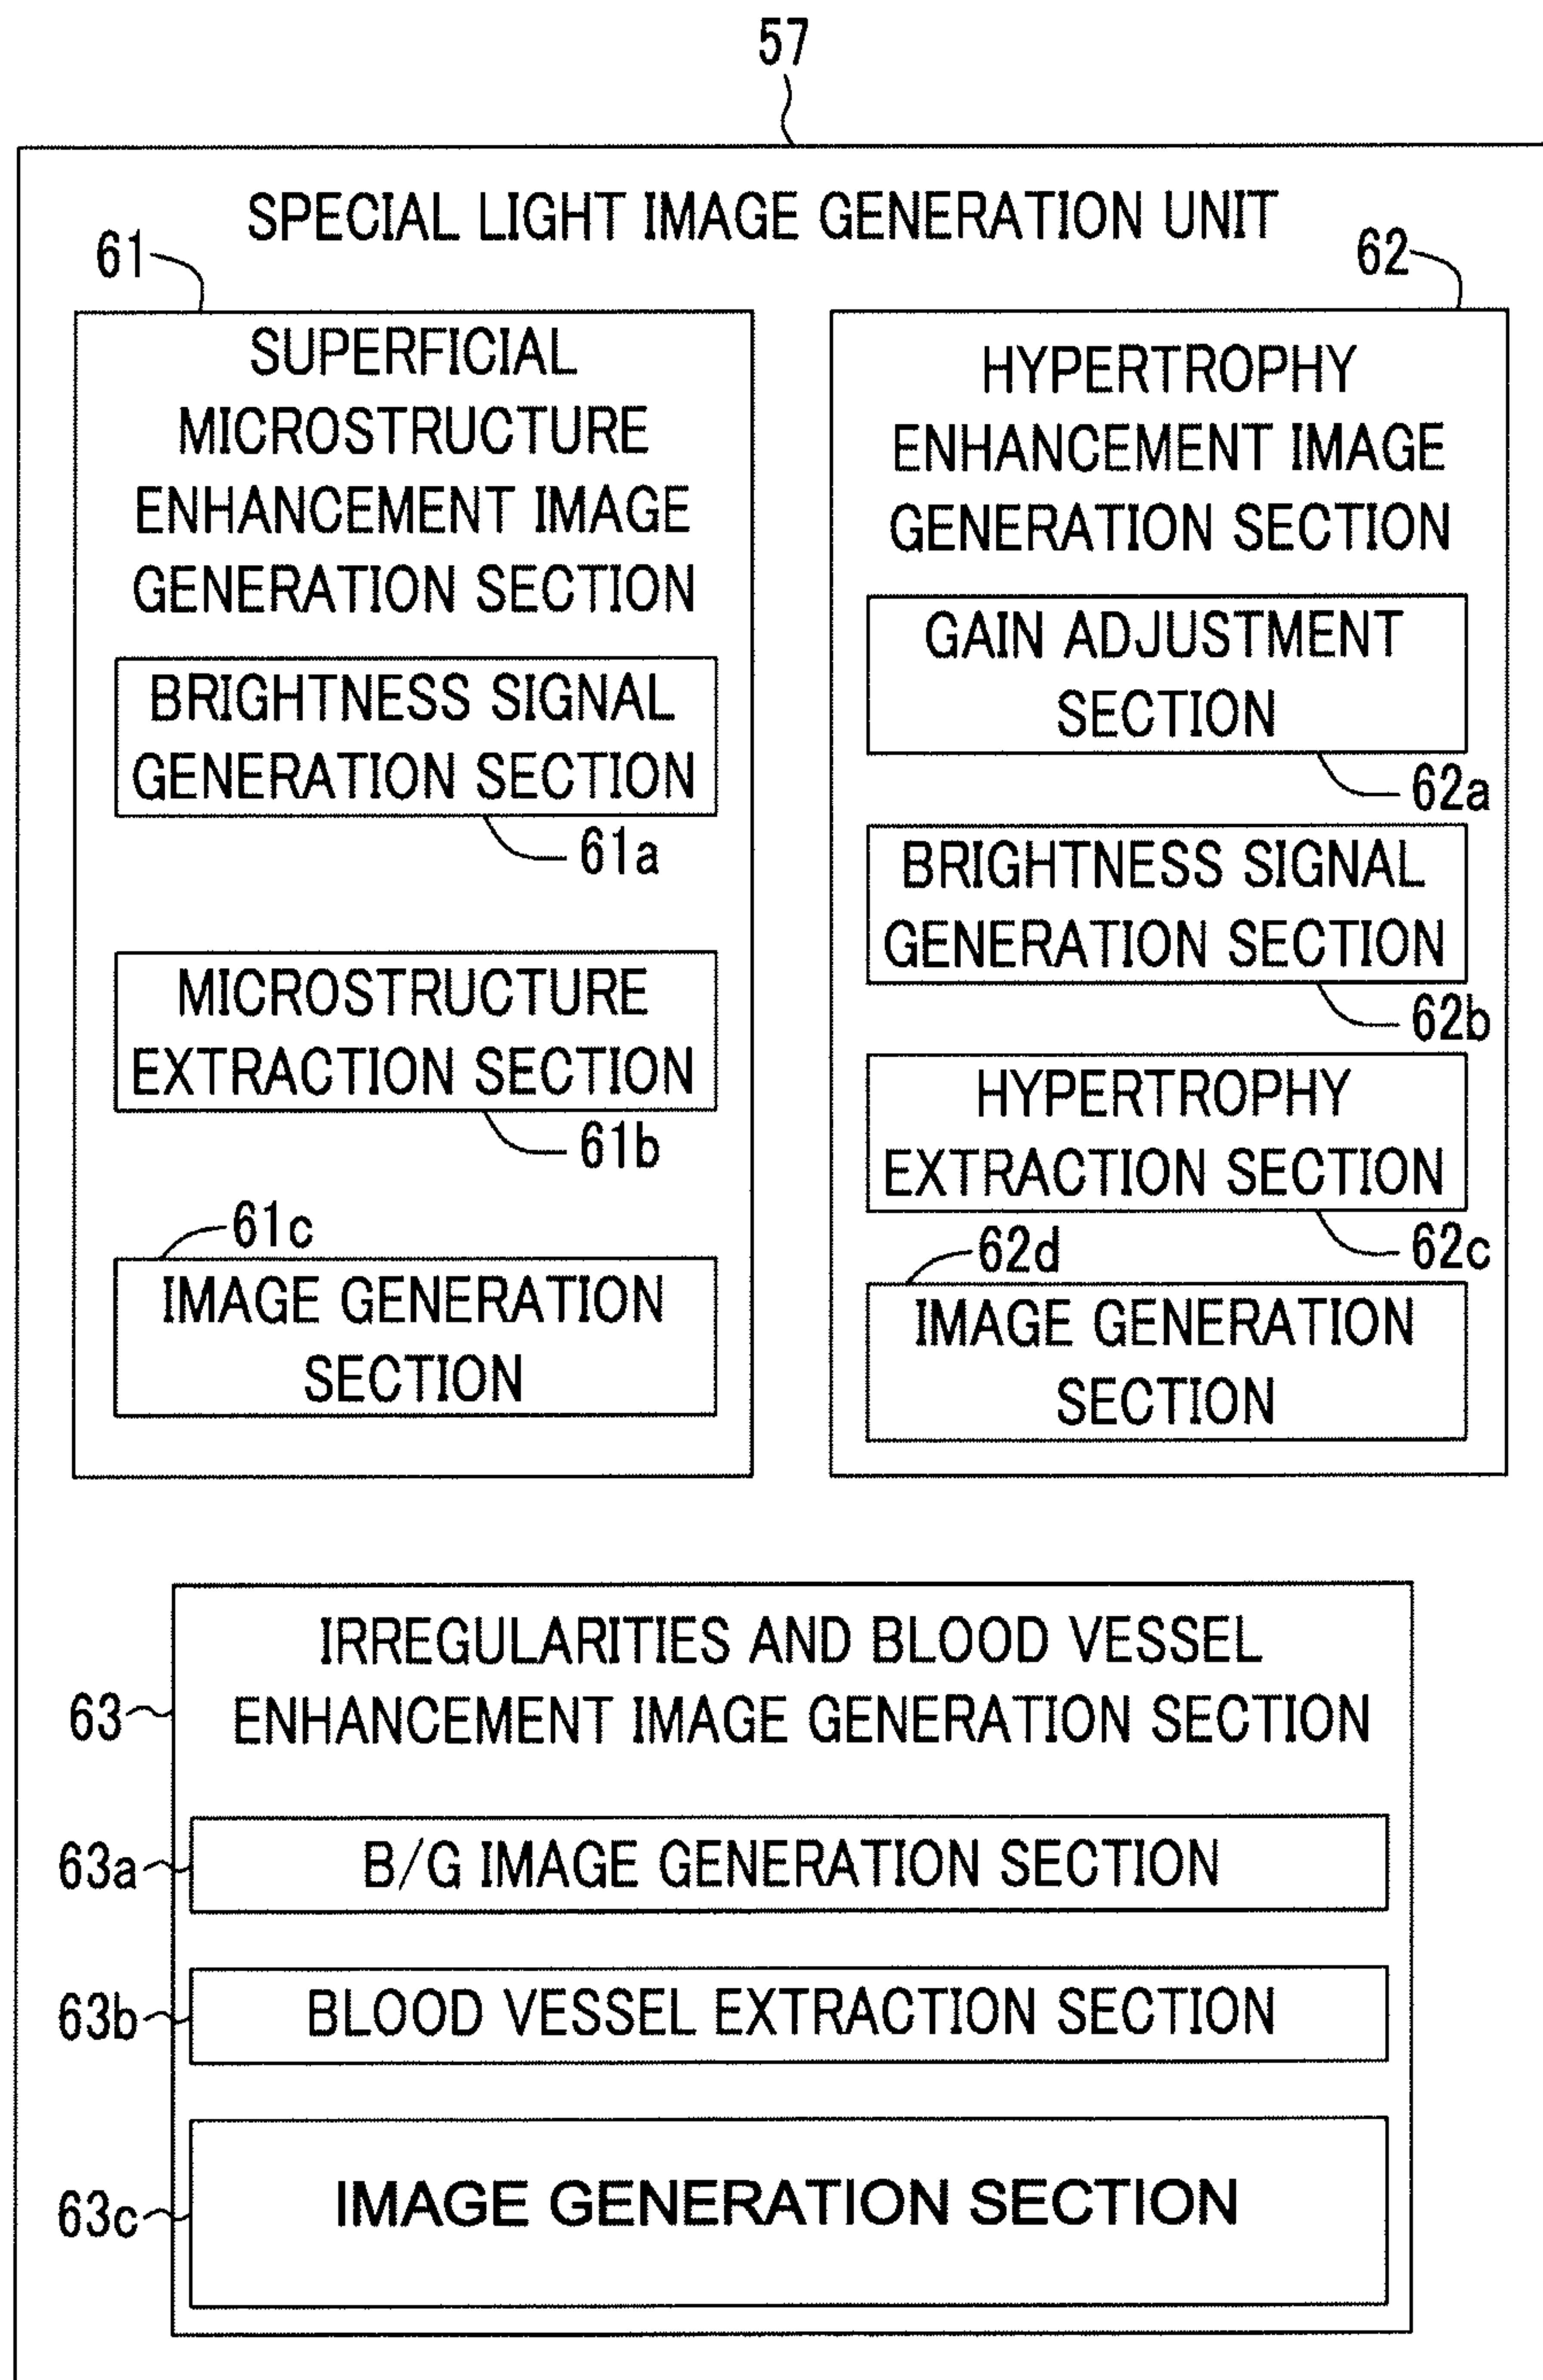 57
SPECIAL LIGHT IMAGE GENERATION UNIT
61
SUPERFICIAL
MICROSTRUCTURE
ENHANCEMENT IMAGE
GENERATION SECTION
BRIGHTNESS SIGNAL
GENERATION SECTION
61a
MICROSTRUCTURE
EXTRACTION SECTION
61b
61c
IMAGE GENERATION
SECTION
62
HYPERTROPHY
ENHANCEMENT IMAGE
GENERATION SECTION
GAIN ADJUSTMENT
SECTION
62a
BRIGHTNESS SIGNAL
GENERATION SECTION
62b
HYPERTROPHY
EXTRACTION SECTION
62c
62d
IMAGE GENERATION
SECTION
63
IRREGULARITIES AND BLOOD VESSEL
ENHANCEMENT IMAGE GENERATION SECTION
63a
B/G IMAGE GENERATION SECTION
63b
BLOOD VESSEL EXTRACTION SECTION
63c
IMAGE GENERATION SECTION